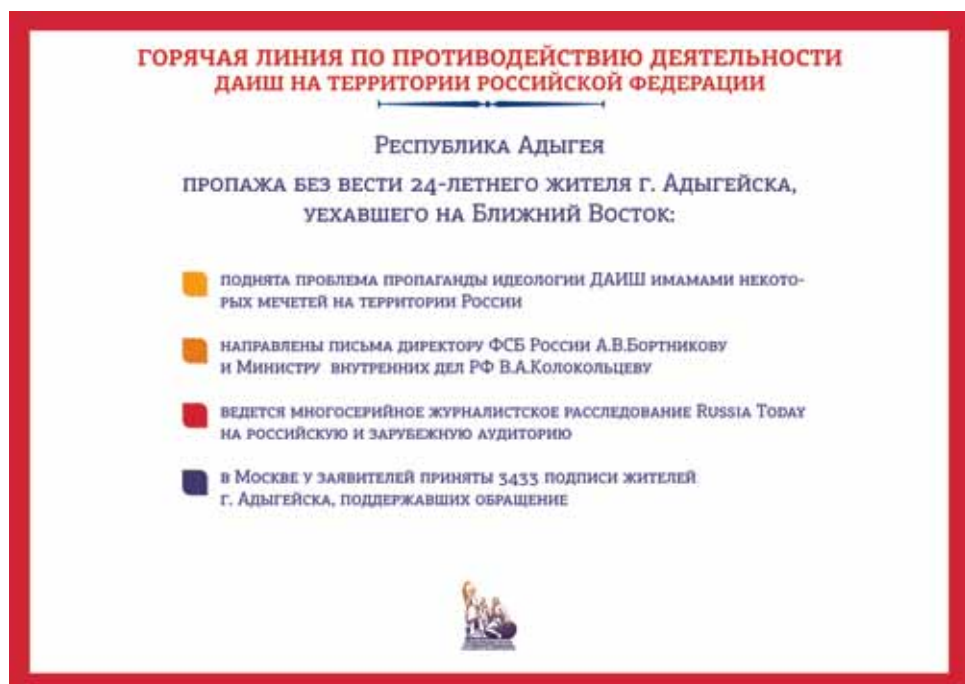 ГОРЯЧАЯ ЛИНИЯ ПО ПРОТИВОДЕЙСТВИЮ ДЕЯТЕЛЬНОСТИ
ДАИШ НА ТЕРРИТОРИИ РОССИЙСКОЙ ФЕДЕРАЦИИ
Республика Адыгея
пропажа без вести 24-летнего жителя г. Адыгейска,
уехавшего на Ближний Восток:
поднята проблема пропаганды идеологии ДАИШ имамами некото-
рых мечетей на территории России
направлены письма директору ФСБ России А.В.Бортникову
и Министру внутренних дел РФ В.А.Колокольцеву
ведется многосерийное журналистское расследование Russia Today
на российскую и зарубежную аудиторию
в Москве у заявителей приняты 3433 подписи жителей
г. Адыгейска, поддержавших обращение